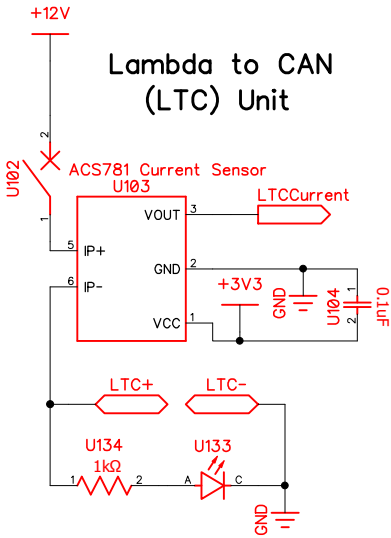 +12V
Lambda to CAN
(LTC) Unit
2
U102
1
ACS781 Current Sensor
U103
LTCCurrent
VOUT
3
5
IP+
6
IP-
GND
2
+3V3
GND
U104
1
2
0.1uF
VCC
1
LTC+
LTC-
U134
1kΩ
1
2
U133
A
C
GND